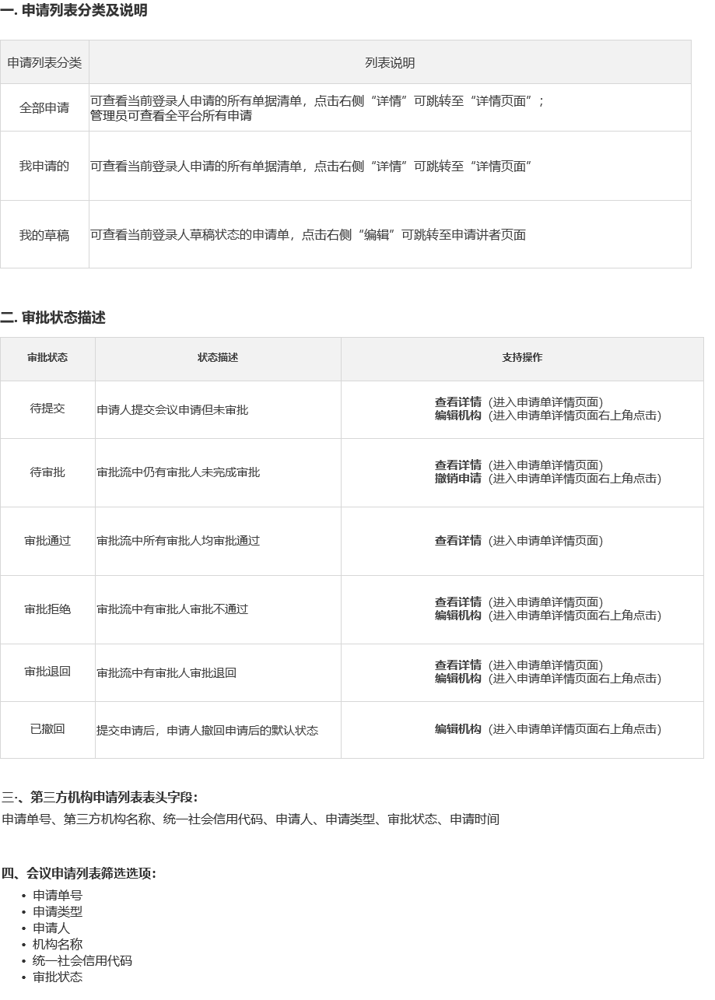 一. 申请列表分类及说明
申请列表分类 列表说明
全部申请 可查看当前登录人申请的所有单据清单，点击右侧“详情”可跳转至“详情页面”；
管理员可查看全平台所有申请
我申请的 可查看当前登录人申请的所有单据清单，点击右侧“详情”可跳转至“详情页面”
我的草稿 可查看当前登录人草稿状态的申请单，点击右侧“编辑”可跳转至申请讲者页面
二. 审批状态描述
审批状态 状态描述 支持操作
待提交 申请人提交会议申请但未审批 查看详情（进入申请单详情页面）
编辑机构（进入申请单详情页面右上角点击）
待审批 审批流中仍有审批人未完成审批 查看详情（进入申请单详情页面）
撤销申请（进入申请单详情页面右上角点击）
审批通过 审批流中所有审批人均审批通过 查看详情（进入申请单详情页面）
审批拒绝 审批流中有审批人审批不通过 查看详情（进入申请单详情页面）
编辑机构（进入申请单详情页面右上角点击）
审批退回 审批流中有审批人审批退回 查看详情（进入申请单详情页面）
编辑机构（进入申请单详情页面右上角点击）
已撤回 提交申请后，申请人撤回申请后的默认状态 编辑机构（进入申请单详情页面右上角点击）
三·、第三方机构申请列表表头字段：
申请单号、第三方机构名称、统一社会信用代码、申请人、申请类型、审批状态、申请时间
四、会议申请列表筛选选项：
• 申请单号
• 申请类型
• 申请人
• 机构名称
• 统一社会信用代码
• 审批状态